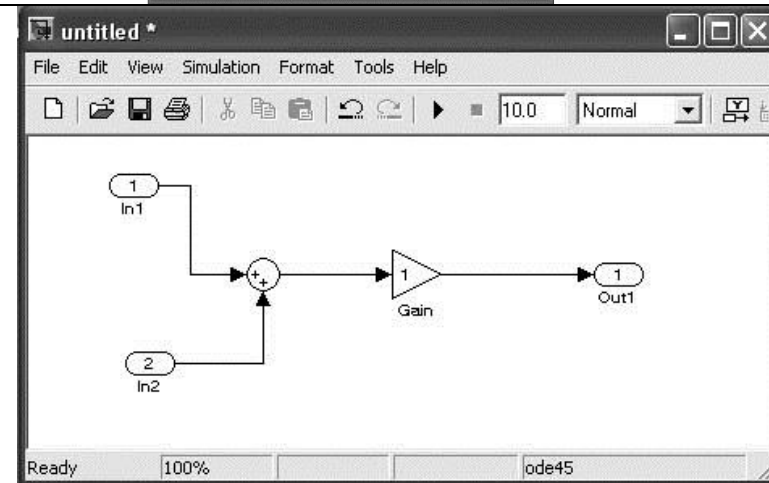 untitled *
File Edit View Simulation Format Tools Help
10.0 Normal
1
In1
+
+
1
Gain
1
Out1
2
In2
Ready 100% ode45